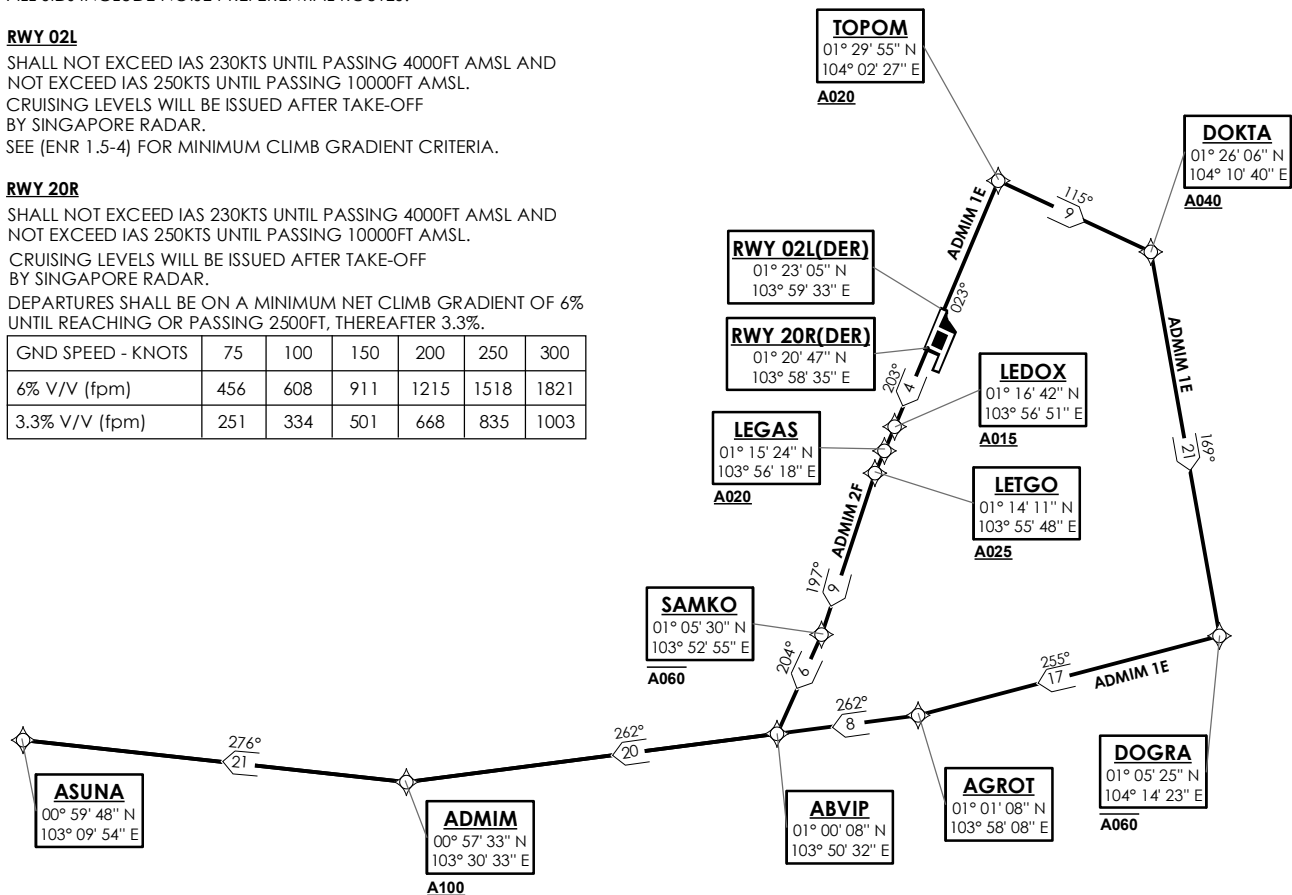 RWY 02L
SHALL NOT EXCEED IAS 230KTS UNTIL PASSING 4000FT AMSL AND
NOT EXCEED IAS 250KTS UNTIL PASSING 10000FT AMSL.
CRUISING LEVELS WILL BE ISSUED AFTER TAKE-OFF
BY SINGAPORE RADAR.
SEE (ENR 1.5-4) FOR MINIMUM CLIMB GRADIENT CRITERIA.
RWY 20R
SHALL NOT EXCEED IAS 230KTS UNTIL PASSING 4000FT AMSL AND
NOT EXCEED IAS 250KTS UNTIL PASSING 10000FT AMSL.
CRUISING LEVELS WILL BE ISSUED AFTER TAKE-OFF
BY SINGAPORE RADAR.
DEPARTURES SHALL BE ON A MINIMUM NET CLIMB GRADIENT OF 6%
UNTIL REACHING OR PASSING 2500FT, THEREAFTER 3.3%.
GND SPEED - KNOTS 75 100 150 200 250 300
6% V/V (fpm) 456 608 911 1215 1518 1821
3.3% V/V (fpm) 251 334 501 668 835 1003
TOPOM
01° 29' 55" N
104° 02' 27" E
A020
DOKTA
01° 26' 06" N
104° 10' 40" E
A040
115°
9
ADMIM 1E
RWY 02L(DER)
01° 23' 05" N
103° 59' 33" E
023°
RWY 20R(DER)
01° 20' 47" N
103° 58' 35" E
203°
4
ADMIM 1E
169°
21
LEDOX
01° 16' 42" N
103° 56' 51" E
A015
LEGAS
01° 15' 24" N
103° 56' 18" E
A020
LETGO
01° 14' 11" N
103° 55' 48" E
A025
ADMIM 2F
197°
9
SAMKO
01° 05' 30" N
103° 52' 55" E
A060
204°
6
255°
17
ADMIM 1E
262°
8
262°
20
276°
21
ASUNA
00° 59' 48" N
103° 09' 54" E
ADMIM
00° 57' 33" N
103° 30' 33" E
A100
ABVIP
01° 00' 08" N
103° 50' 32" E
AGROT
01° 01' 08" N
103° 58' 08" E
DOGRA
01° 05' 25" N
104° 14' 23" E
A060